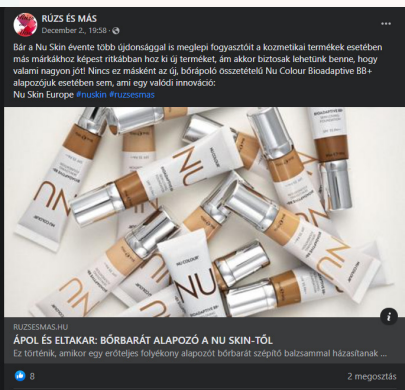 RÚZS ÉS MÁS
December 2., 19:58 ·
Bár a Nu Skin évente több újdonsággal is meglepi fogyasztóit a kozmetikai termékek esetében
más márkákhoz képest ritkábban hoz ki új terméket, ám akkor biztosak lehetünk benne, hogy
valami nagyon jót! Nincs ez másként az új, bőrápoló összetételű Nu Colour Bioadaptive BB+
alapozójuk esetében sem, ami egy valódi innováció:
Nu Skin Europe #nuskin #ruzsesmas
NU
NU
NU COLOUR
NU
BIOADAPTIVE BB+
NU
RUZSESMAS.HU
ÁPOL ÉS ELTAKAR: BŐRBARÁT ALAPOZÓ A NU SKIN-TŐL
Ez történik, amikor egy erőteljes folyékony alapozót bőrbarát szépítő balzsammal házasítanak ...
8
2 megosztás